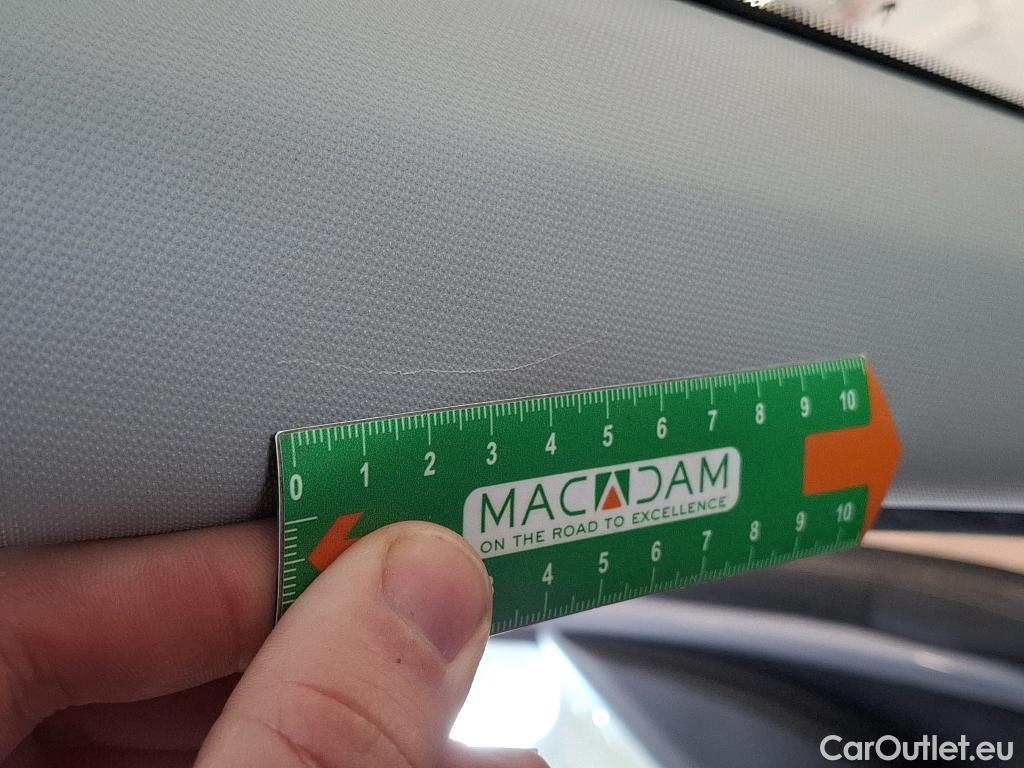 0 1 2 3 4 5 6 7 8 9 10
MACADAM
ON THE ROAD TO EXCELLENCE
4 5 6 7 8 9 10
CarOutlet.eu